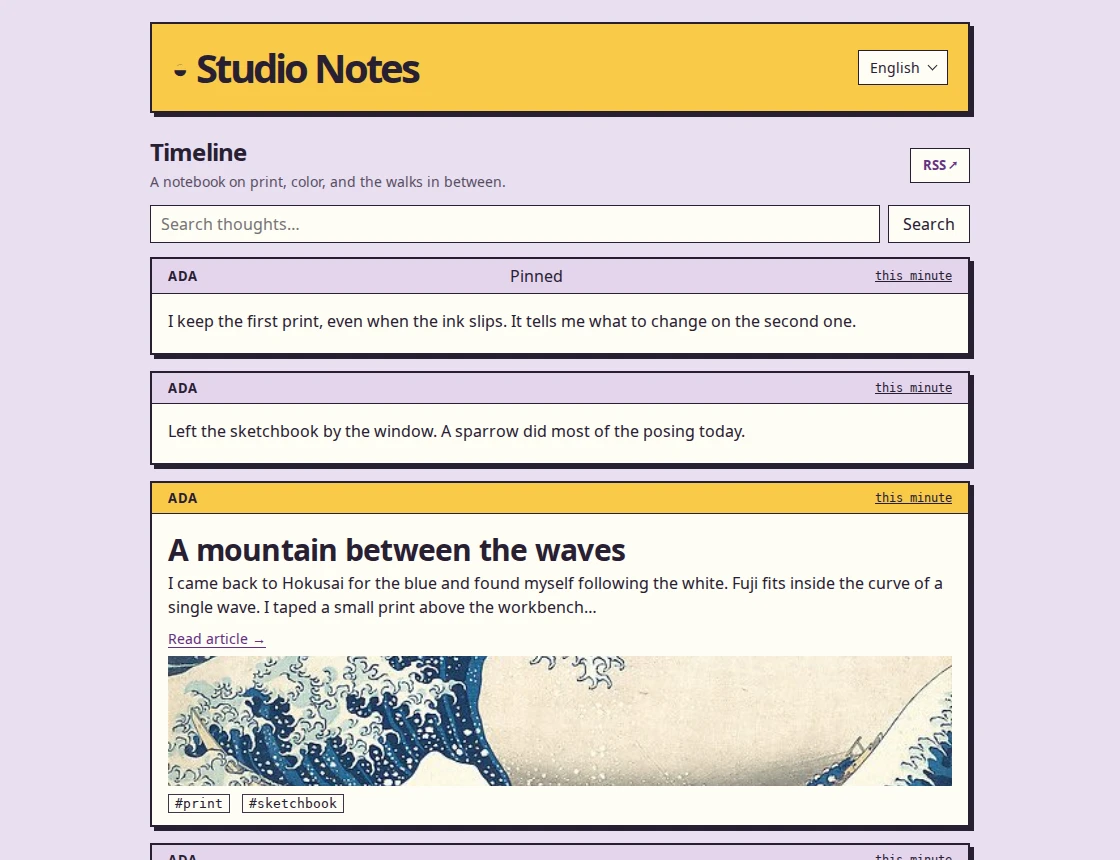 Studio Notes
English
Timeline
A notebook on print, color, and the walks in between.
RSS↗
Search thoughts...
Search
ADA
Pinned
this minute
I keep the first print, even when the ink slips. It tells me what to change on the second one.
ADA
this minute
Left the sketchbook by the window. A sparrow did most of the posing today.
ADA
this minute
A mountain between the waves
I came back to Hokusai for the blue and found myself following the white. Fuji fits inside the curve of a
single wave. I taped a small print above the workbench…
Read article →
#print
#sketchbook
ADA
this minute